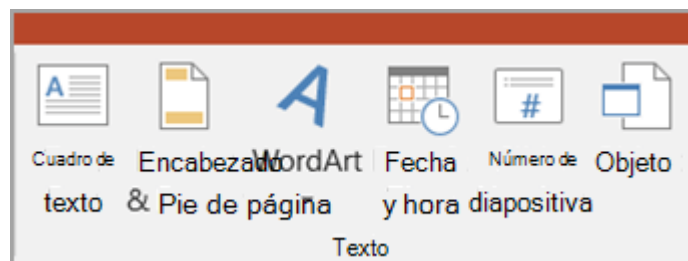 A
#
Cuadro de texto
Encabezado & Pie de página
WordArt
Fecha y hora
Número de diapositiva
Objeto
Texto